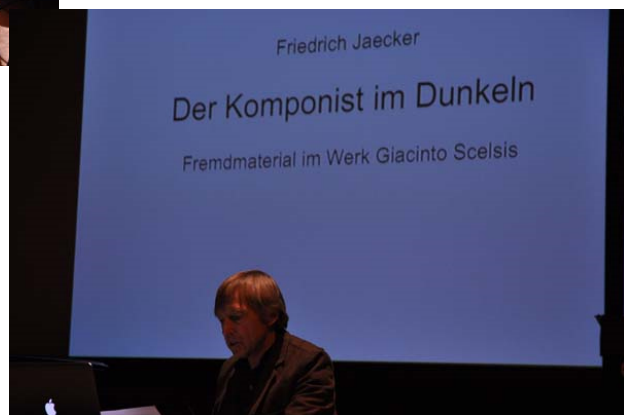 Friedrich Jaecker
Der Komponist im Dunkeln
Fremdmaterial im Werk Giacinto Scelsis